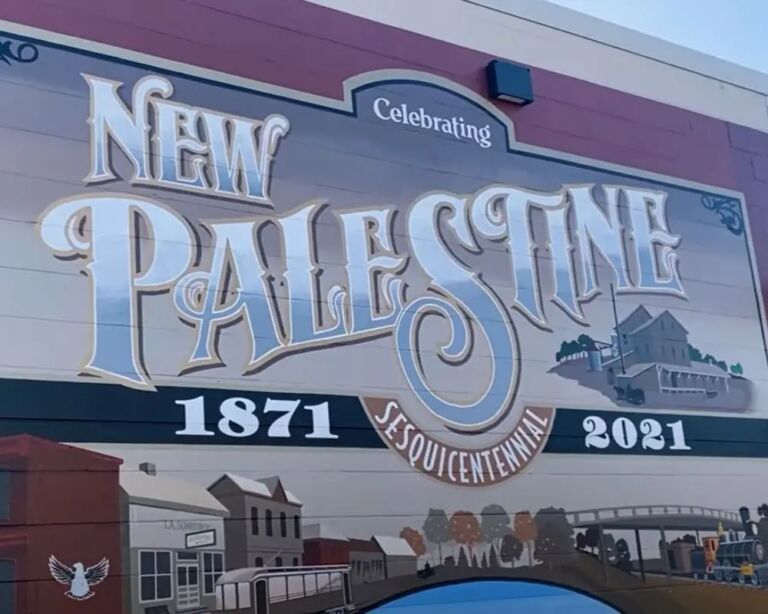 Celebrating
NEW
PALESTINE
1871
SESQUICENTENNIAL
2021